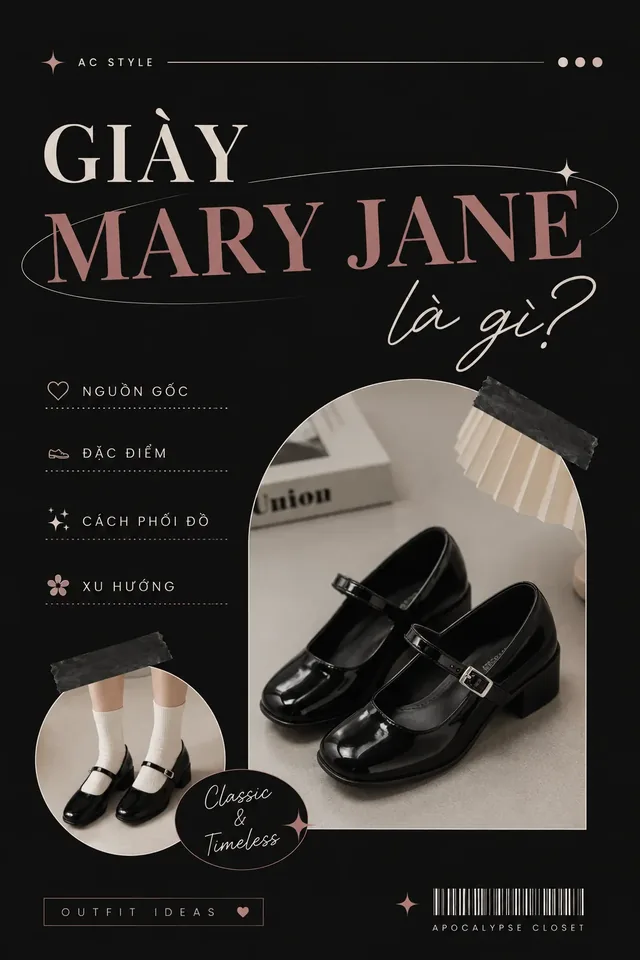 AC STYLE
GIÀY
MARY JANE
là gì?
NGUỒN GỐC
ĐẶC ĐIỂM
CÁCH PHỐI ĐỒ
XU HƯỚNG
Union
Classic
&
Timeless
OUTFIT IDEAS
APOCALYPSE CLOSET